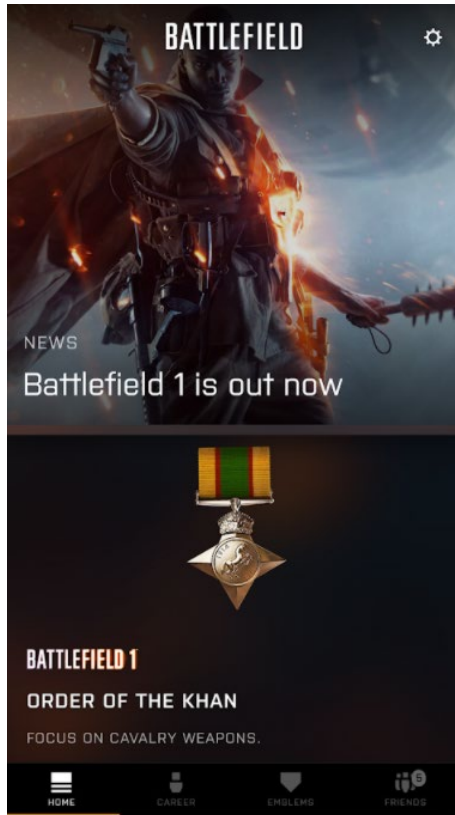 BATTLEFIELD
NEWS
Battlefield 1 is out now
BATTLEFIELD 1
ORDER OF THE KHAN
FOCUS ON CAVALRY WEAPONS.
5
HOME CAREER EMBLEMS FRIENDS